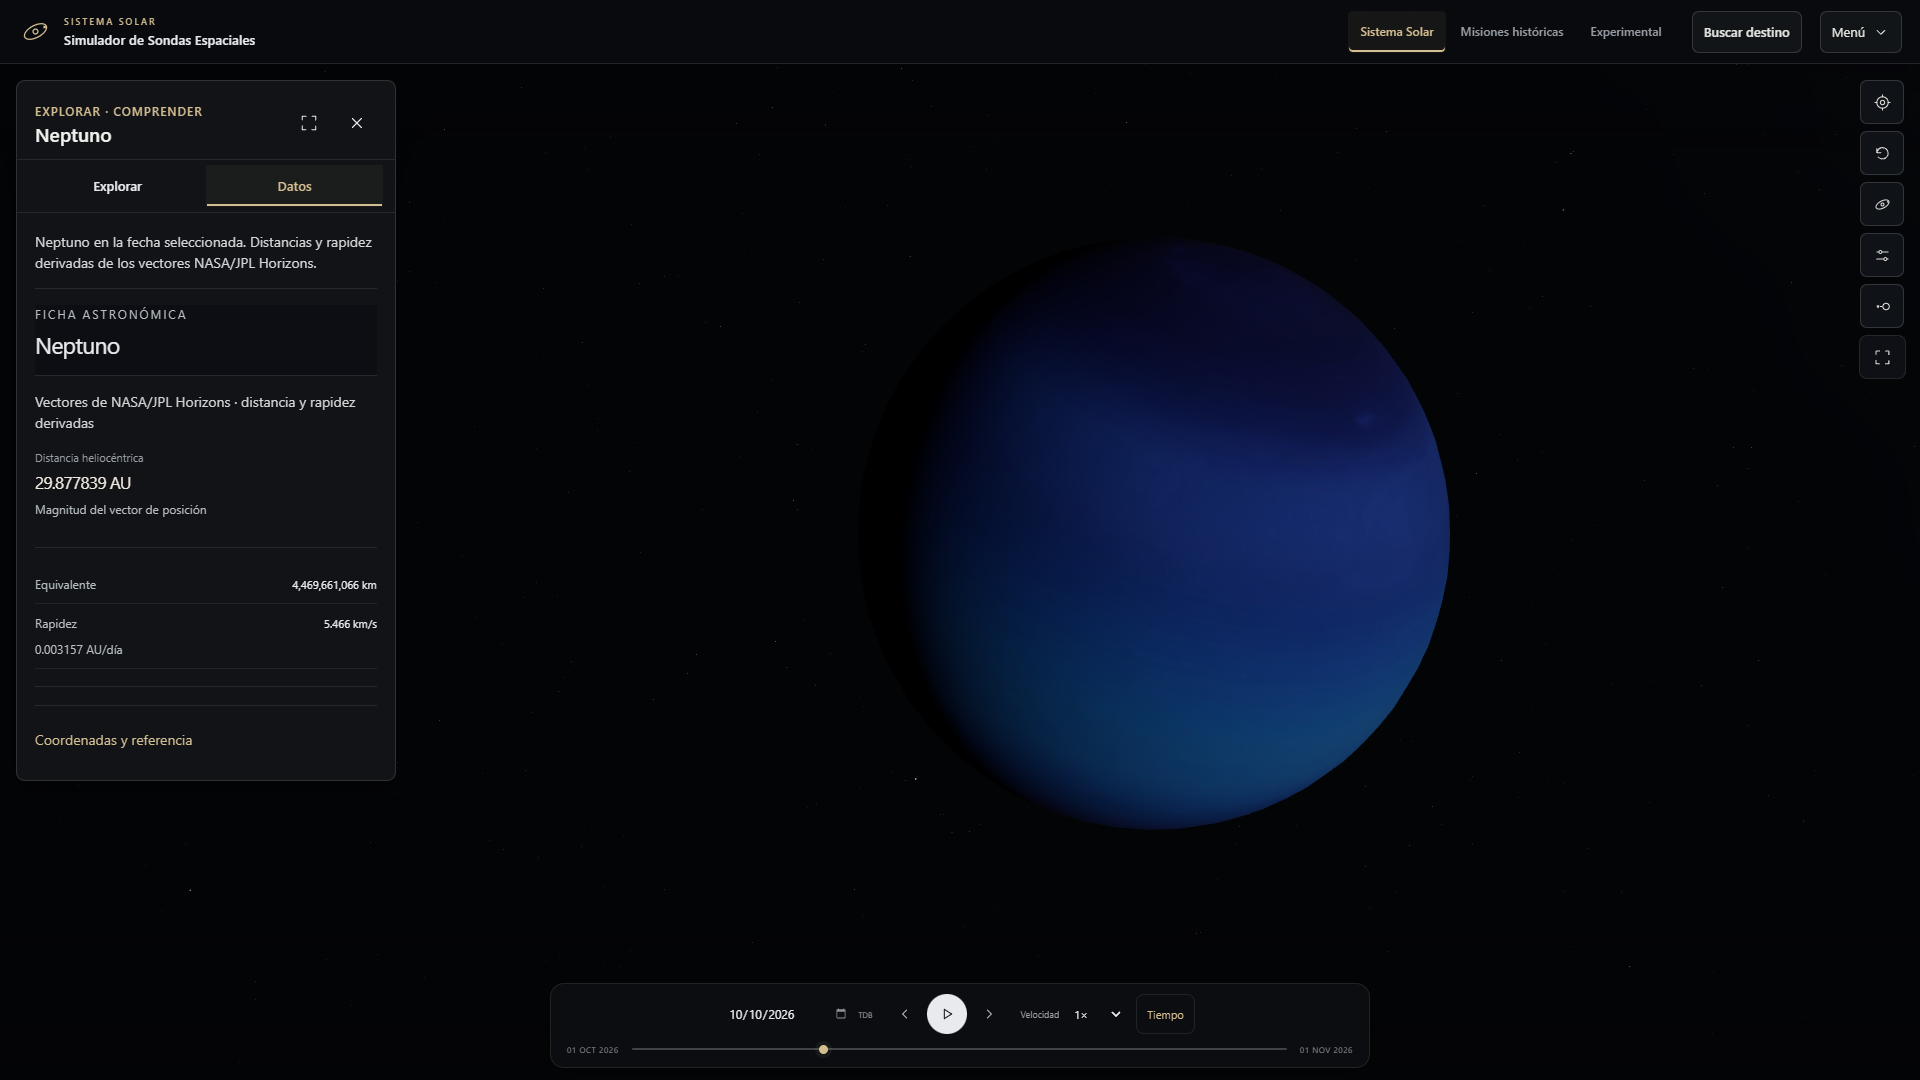 SISTEMA SOLAR
Simulador de Sondas Espaciales
Sistema Solar
Misiones históricas
Experimental
Buscar destino
Menú
EXPLORAR · COMPRENDER
Neptuno
Explorar
Datos
Neptuno en la fecha seleccionada. Distancias y rapidez
derivadas de los vectores NASA/JPL Horizons.
FICHA ASTRONÓMICA
Neptuno
Vectores de NASA/JPL Horizons · distancia y rapidez
derivadas
Distancia heliocéntrica
29.877839 AU
Magnitud del vector de posición
Equivalente 4,469,661,066 km
Rapidez 5.466 km/s
0.003157 AU/día
Coordenadas y referencia
10/10/2026
TDB
Velocidad 1×
Tiempo
01 OCT 2026
01 NOV 2026